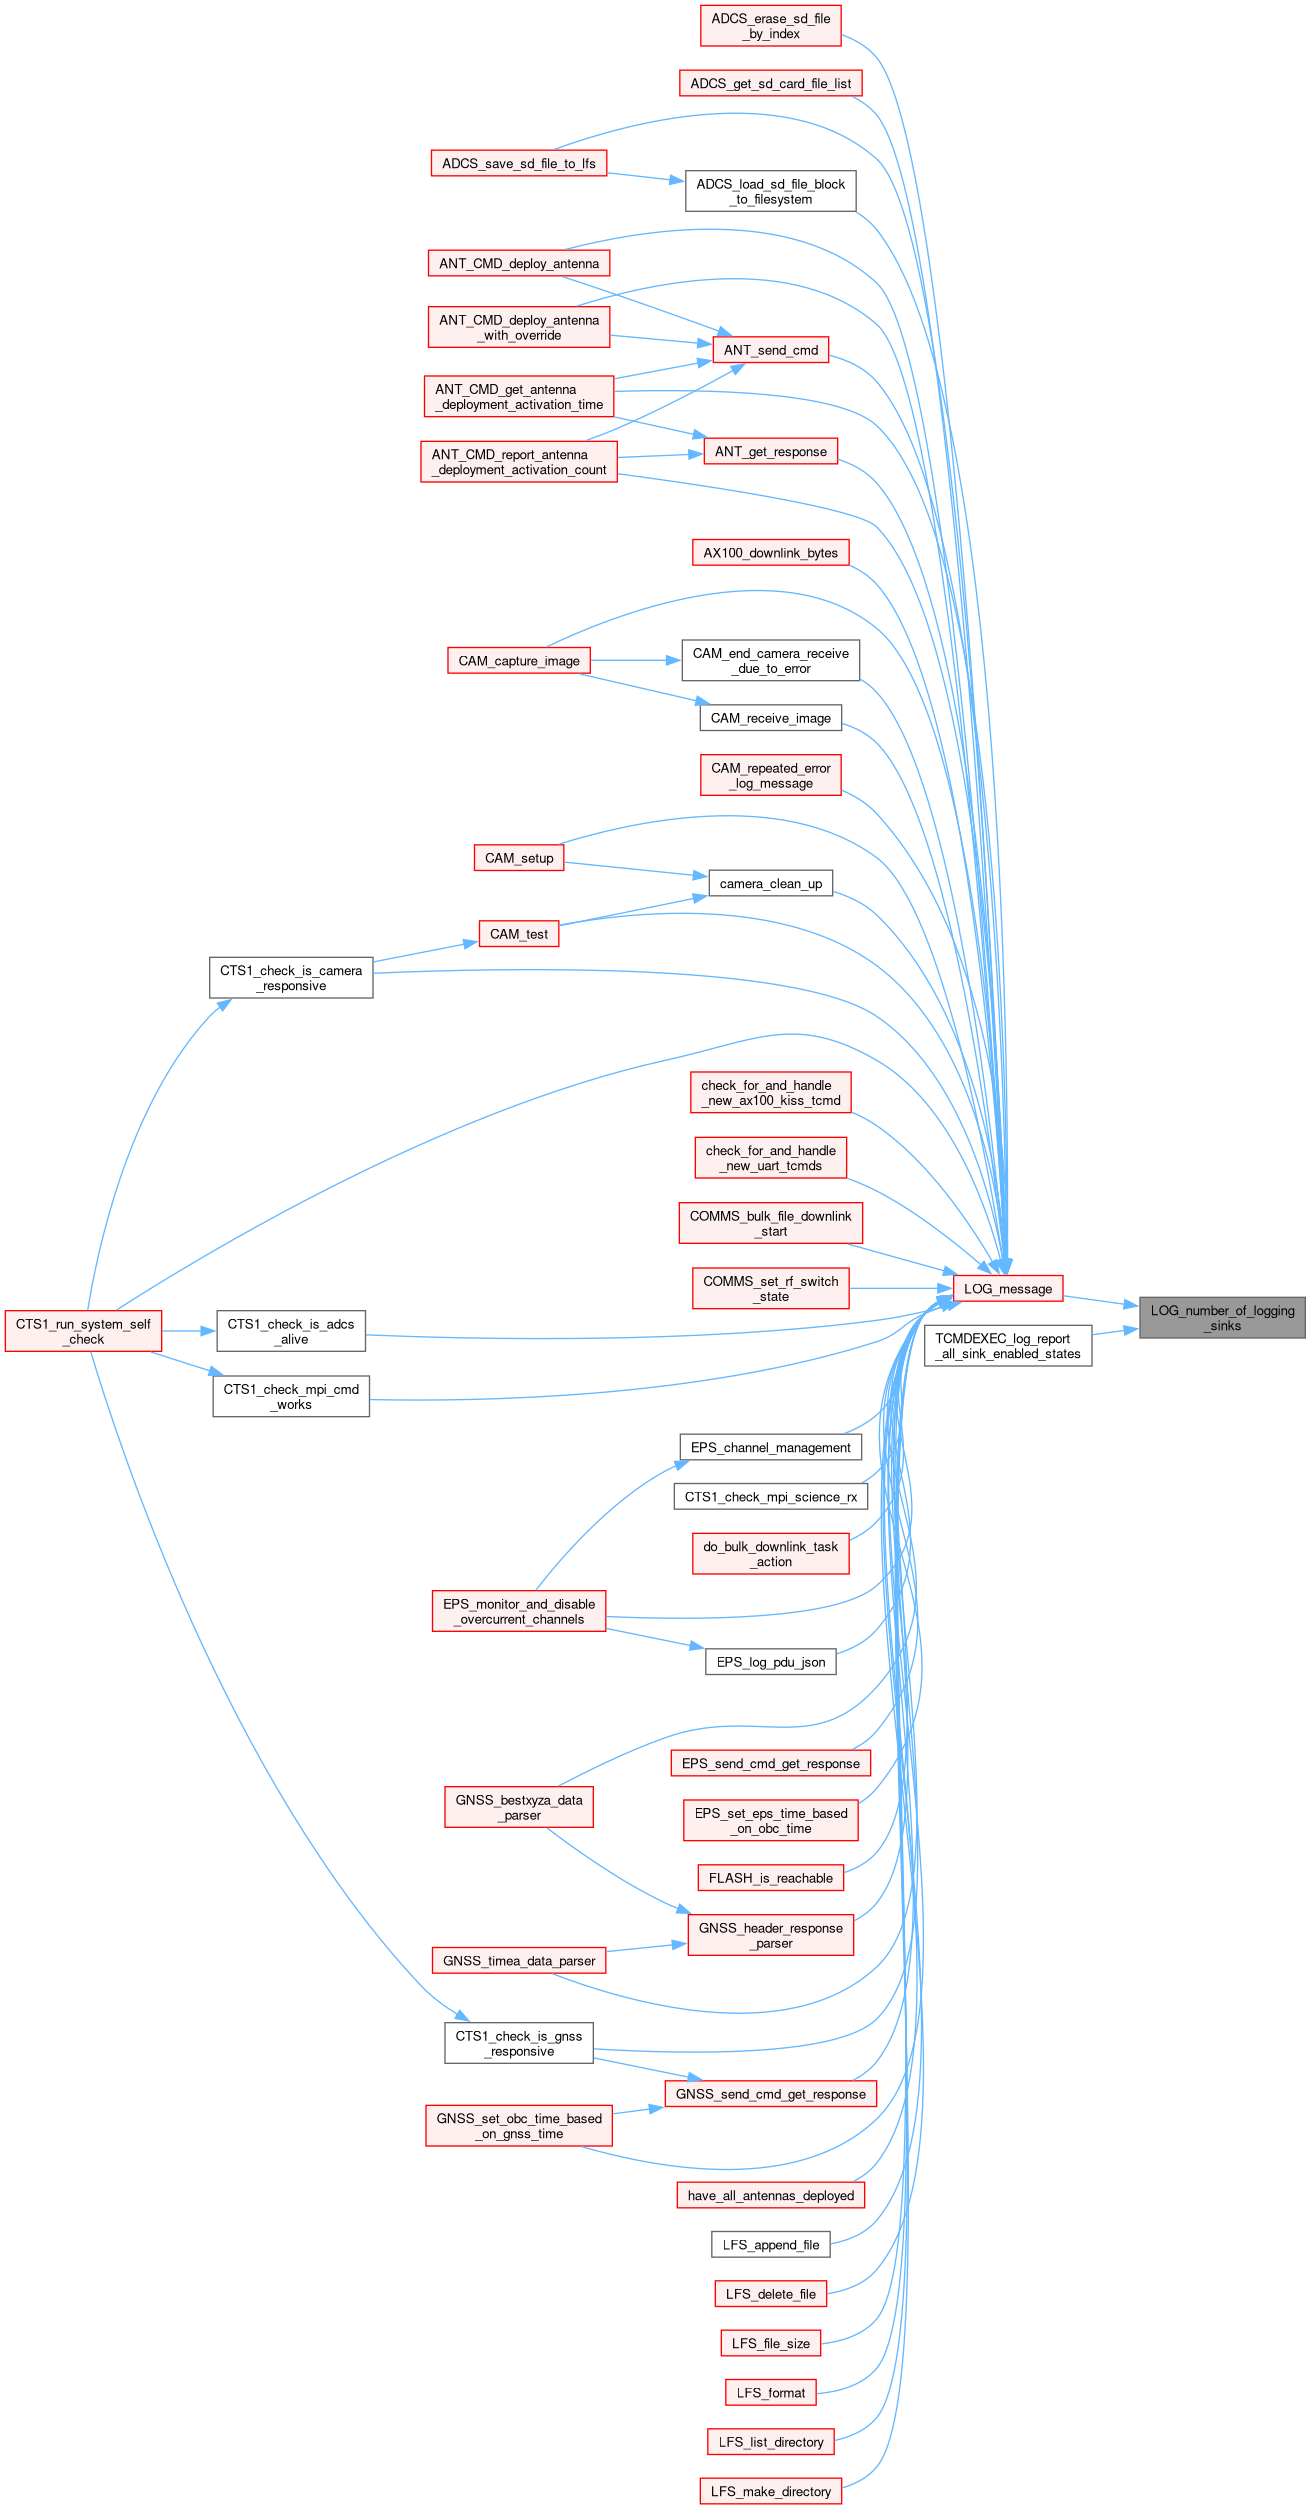 ADCS_erase_sd_file
_by_index
ADCS_get_sd_card_file_list
ADCS_save_sd_file_to_lfs
ADCS_load_sd_file_block
_to_filesystem
ANT_CMD_deploy_antenna
ANT_CMD_deploy_antenna
_with_override
ANT_send_cmd
ANT_CMD_get_antenna
_deployment_activation_time
ANT_CMD_report_antenna
_deployment_activation_count
ANT_get_response
AX100_downlink_bytes
CAM_capture_image
CAM_end_camera_receive
_due_to_error
CAM_receive_image
CAM_repeated_error
_log_message
CAM_setup
camera_clean_up
CAM_test
CTS1_check_is_camera
_responsive
check_for_and_handle
_new_ax100_kiss_tcmd
check_for_and_handle
_new_uart_tcmds
COMMS_bulk_file_downlink
_start
COMMS_set_rf_switch
_state
LOG_message
LOG_number_of_logging
_sinks
CTS1_run_system_self
_check
CTS1_check_is_adcs
_alive
TCMDEXEC_log_report
_all_sink_enabled_states
CTS1_check_mpi_cmd
_works
EPS_channel_management
CTS1_check_mpi_science_rx
do_bulk_downlink_task
_action
EPS_monitor_and_disable
_overcurrent_channels
EPS_log_pdu_json
EPS_send_cmd_get_response
GNSS_bestxyza_data
_parser
EPS_set_eps_time_based
_on_obc_time
FLASH_is_reachable
GNSS_header_response
_parser
GNSS_timea_data_parser
CTS1_check_is_gnss
_responsive
GNSS_send_cmd_get_response
GNSS_set_obc_time_based
_on_gnss_time
have_all_antennas_deployed
LFS_append_file
LFS_delete_file
LFS_file_size
LFS_format
LFS_list_directory
LFS_make_directory